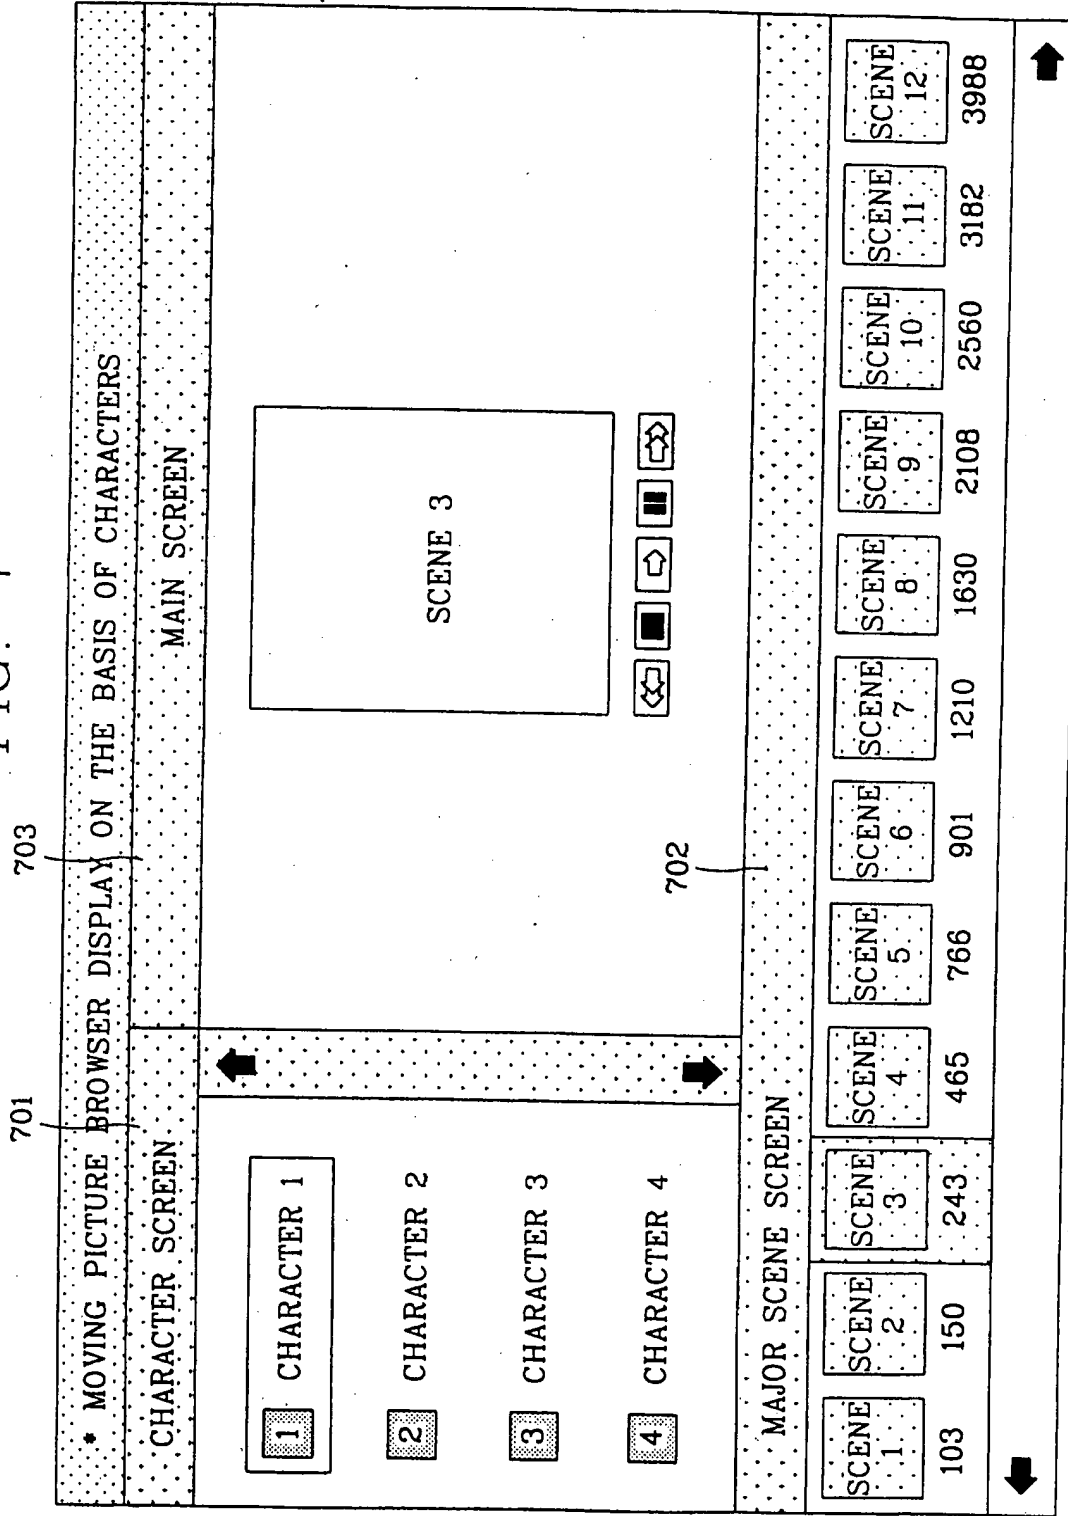 FIG. 7
703
701
* MOVING PICTURE BROWSER DISPLAY ON THE BASIS OF CHARACTERS
CHARACTER SCREEN
MAIN SCREEN
1 CHARACTER 1
2 CHARACTER 2
3 CHARACTER 3
4 CHARACTER 4
SCENE 3
702
MAJOR SCENE SCREEN
SCENE 1
SCENE 2
SCENE 3
SCENE 4
SCENE 5
SCENE 6
SCENE 7
SCENE 8
SCENE 9
SCENE 10
SCENE 11
SCENE 12
103 150 243 465 766 901 1210 1630 2108 2560 3182 3988